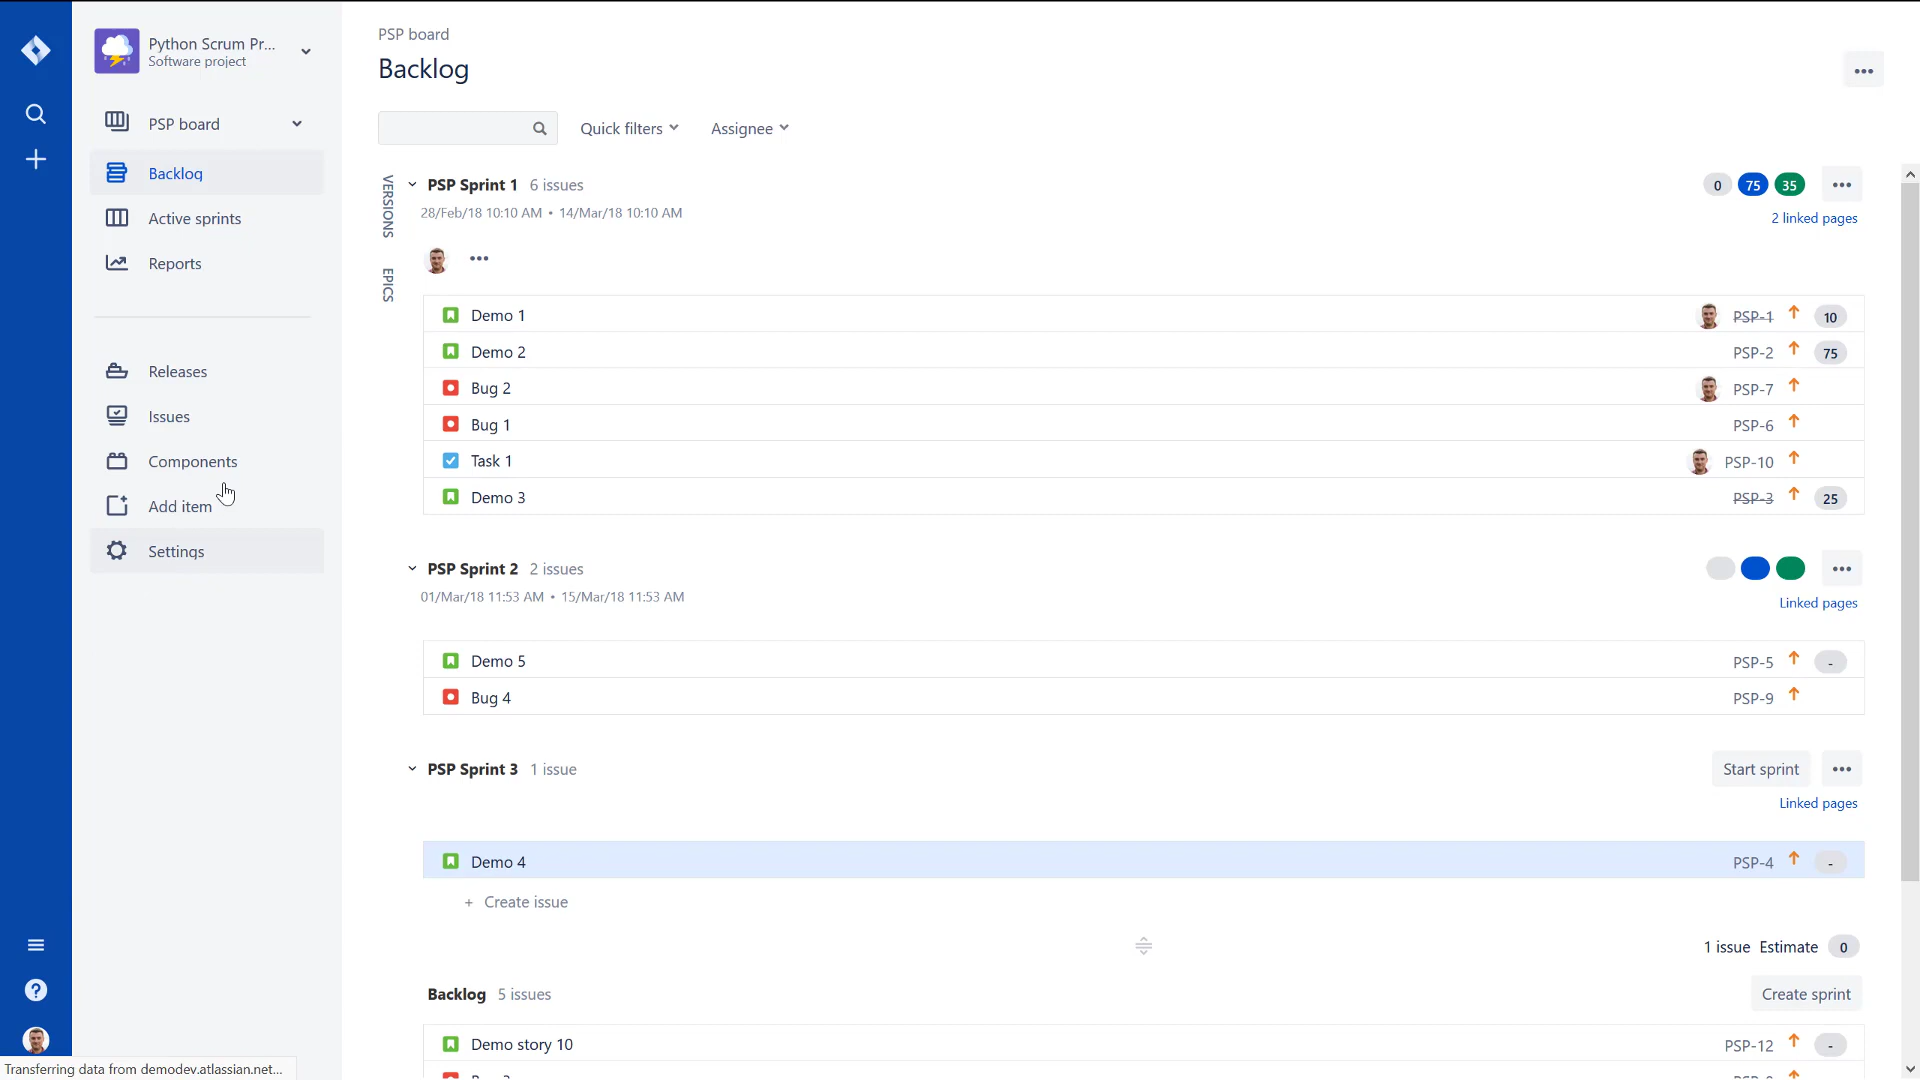 Python Scrum Pr...
Software project
PSP board
Backlog
Active sprints
Reports
Releases
Issues
Components
Add item
Settings
Transferring data from demodev.atlassian.net...
PSP board
Backlog
Quick filters
Assignee
VERSIONS
EPICS
PSP Sprint 1 6 issues
0 75 35
28/Feb/18 10:10 AM • 14/Mar/18 10:10 AM
2 linked pages
Demo 1 PSP-1 10
Demo 2 PSP-2 75
Bug 2 PSP-7
Bug 1 PSP-6
Task 1 PSP-10
Demo 3 PSP-3 25
PSP Sprint 2 2 issues
01/Mar/18 11:53 AM • 15/Mar/18 11:53 AM
Linked pages
Demo 5 PSP-5 -
Bug 4 PSP-9
PSP Sprint 3 1 issue
Start sprint
Linked pages
Demo 4 PSP-4 -
+ Create issue
1 issue Estimate 0
Backlog 5 issues
Create sprint
Demo story 10 PSP-12 -